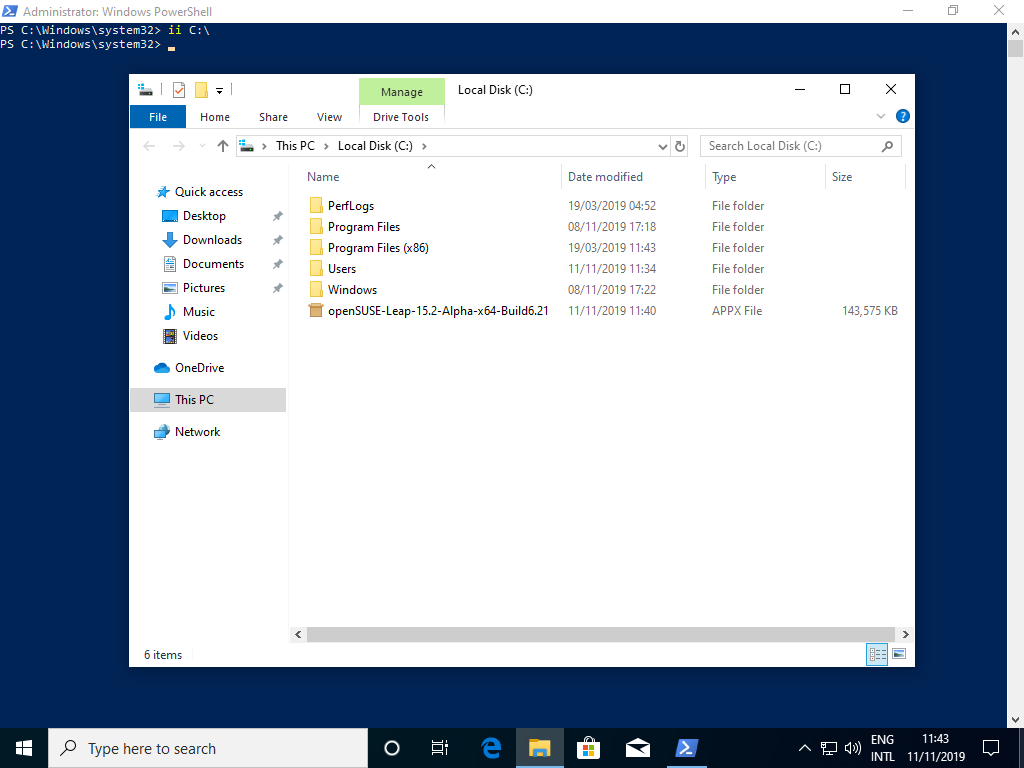 Administrator: Windows PowerShell
PS C:\Windows\system32> ii C:\
PS C:\Windows\system32>
Manage
Local Disk (C:)
File
Home
Share
View
Drive Tools
?
This PC
Local Disk (C:)
Search Local Disk (C:)
Name
Date modified
Type
Size
Quick access
Desktop
Downloads
Documents
Pictures
Music
Videos
OneDrive
This PC
Network
PerfLogs 19/03/2019 04:52 File folder
Program Files 08/11/2019 17:18 File folder
Program Files (x86) 19/03/2019 11:43 File folder
Users 11/11/2019 11:34 File folder
Windows 08/11/2019 17:22 File folder
openSUSE-Leap-15.2-Alpha-x64-Build6.21 11/11/2019 11:40 APPX File 143,575 KB
6 items
Type here to search
ENG
INTL
11:43
11/11/2019